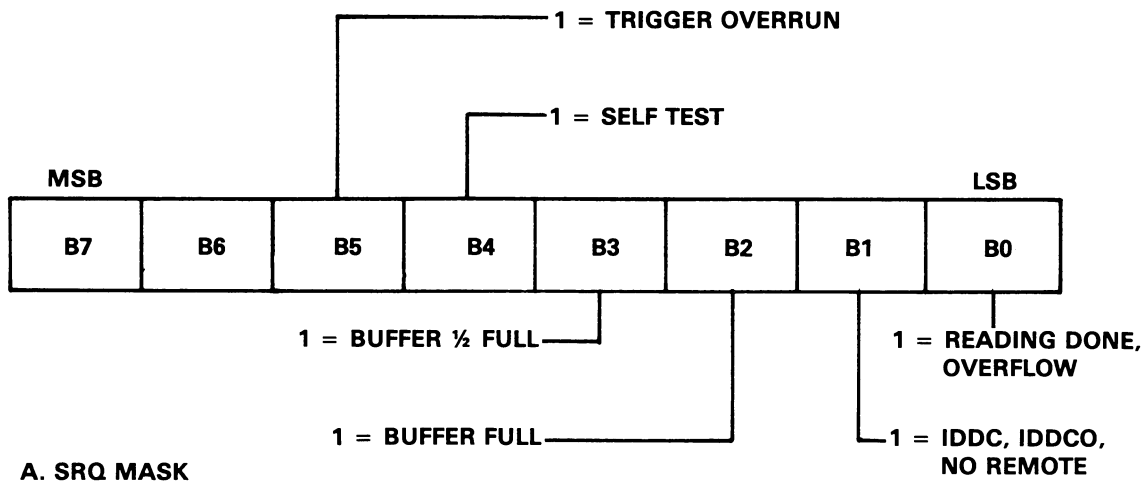 1 = TRIGGER OVERRUN
1 = SELF TEST
MSB LSB
B7 B6 B5 B4 B3 B2 B1 B0
1 = BUFFER ½ FULL
1 = READING DONE,
OVERFLOW
1 = BUFFER FULL
1 = IDDC, IDDCO,
NO REMOTE
A. SRQ MASK